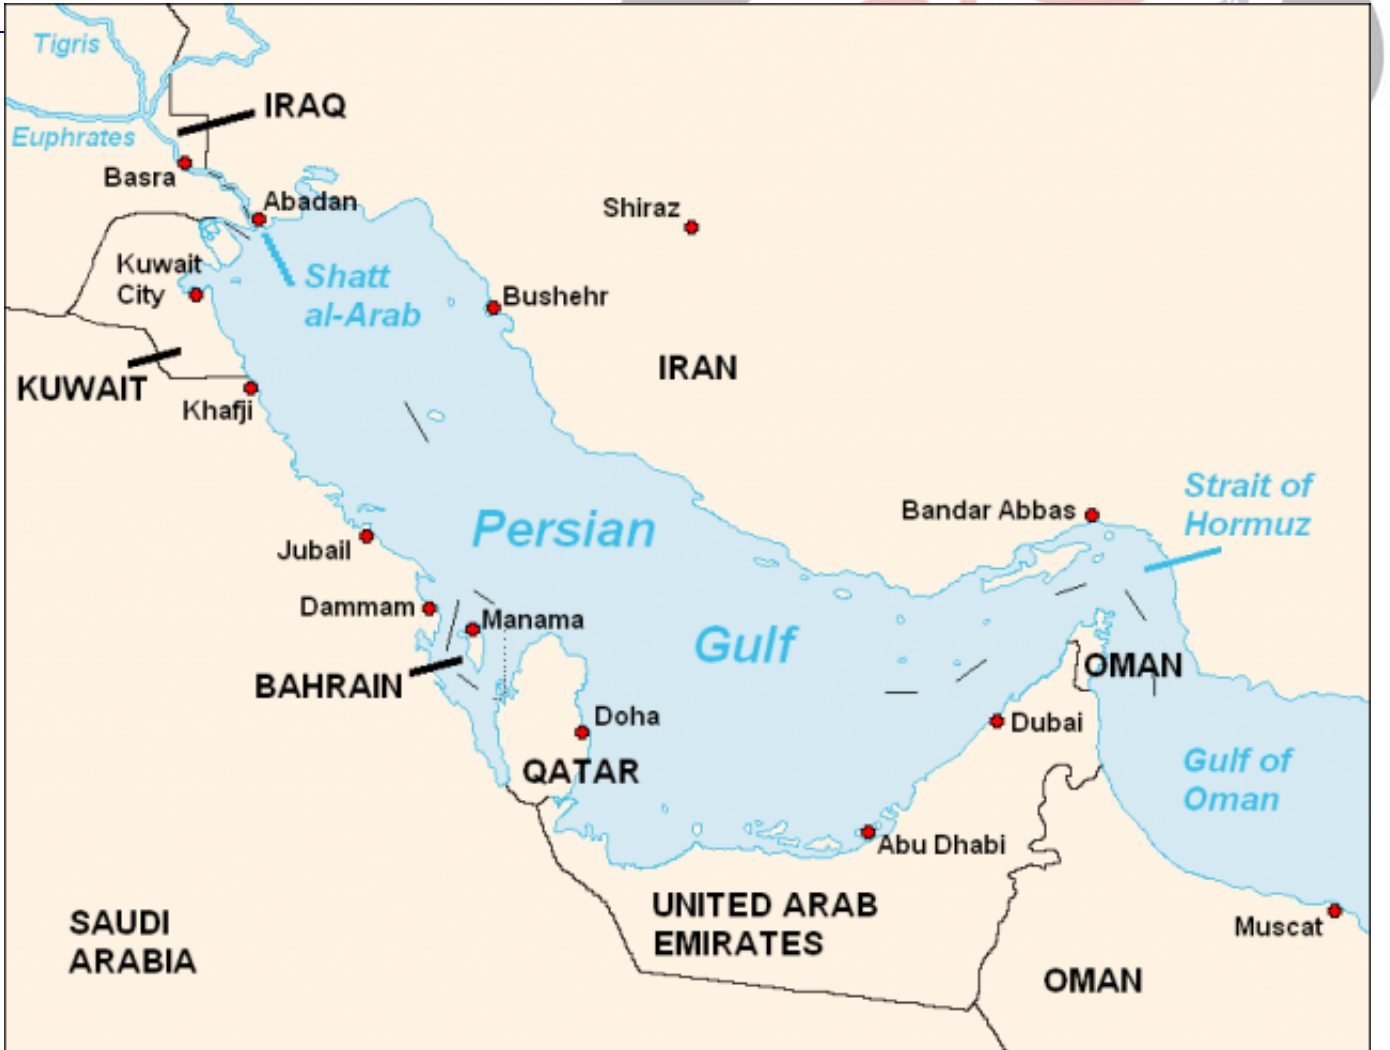 Tigris
IRAQ
Euphrates
Basra
Abadan
Shiraz
Kuwait
City
Shatt
al-Arab
Bushehr
IRAN
KUWAIT
Khafji
Strait of
Hormuz
Bandar Abbas
Persian
Jubail
Dammam
Manama
Gulf
OMAN
BAHRAIN
Doha
Dubai
QATAR
Gulf of
Oman
Abu Dhabi
UNITED ARAB
EMIRATES
SAUDI
ARABIA
Muscat
OMAN